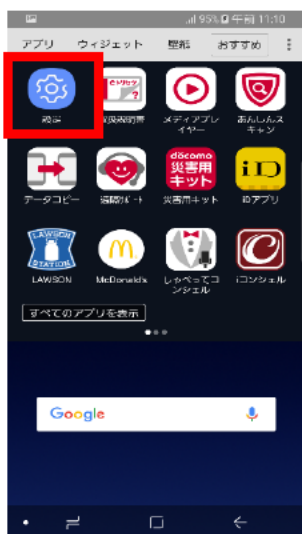 95% 午前 11:10
アプリ ウィジェット 壁紙 おすすめ
設定 取扱説明書 メディアプレイヤー あんしんスキャン
データコピー 遠隔サポート docomo 災害用キット 災害用キット iD iDアプリ
LAWSON STATION LAWSON McDonald's しゃべってコンシェル iコンシェル
すべてのアプリを表示
Google